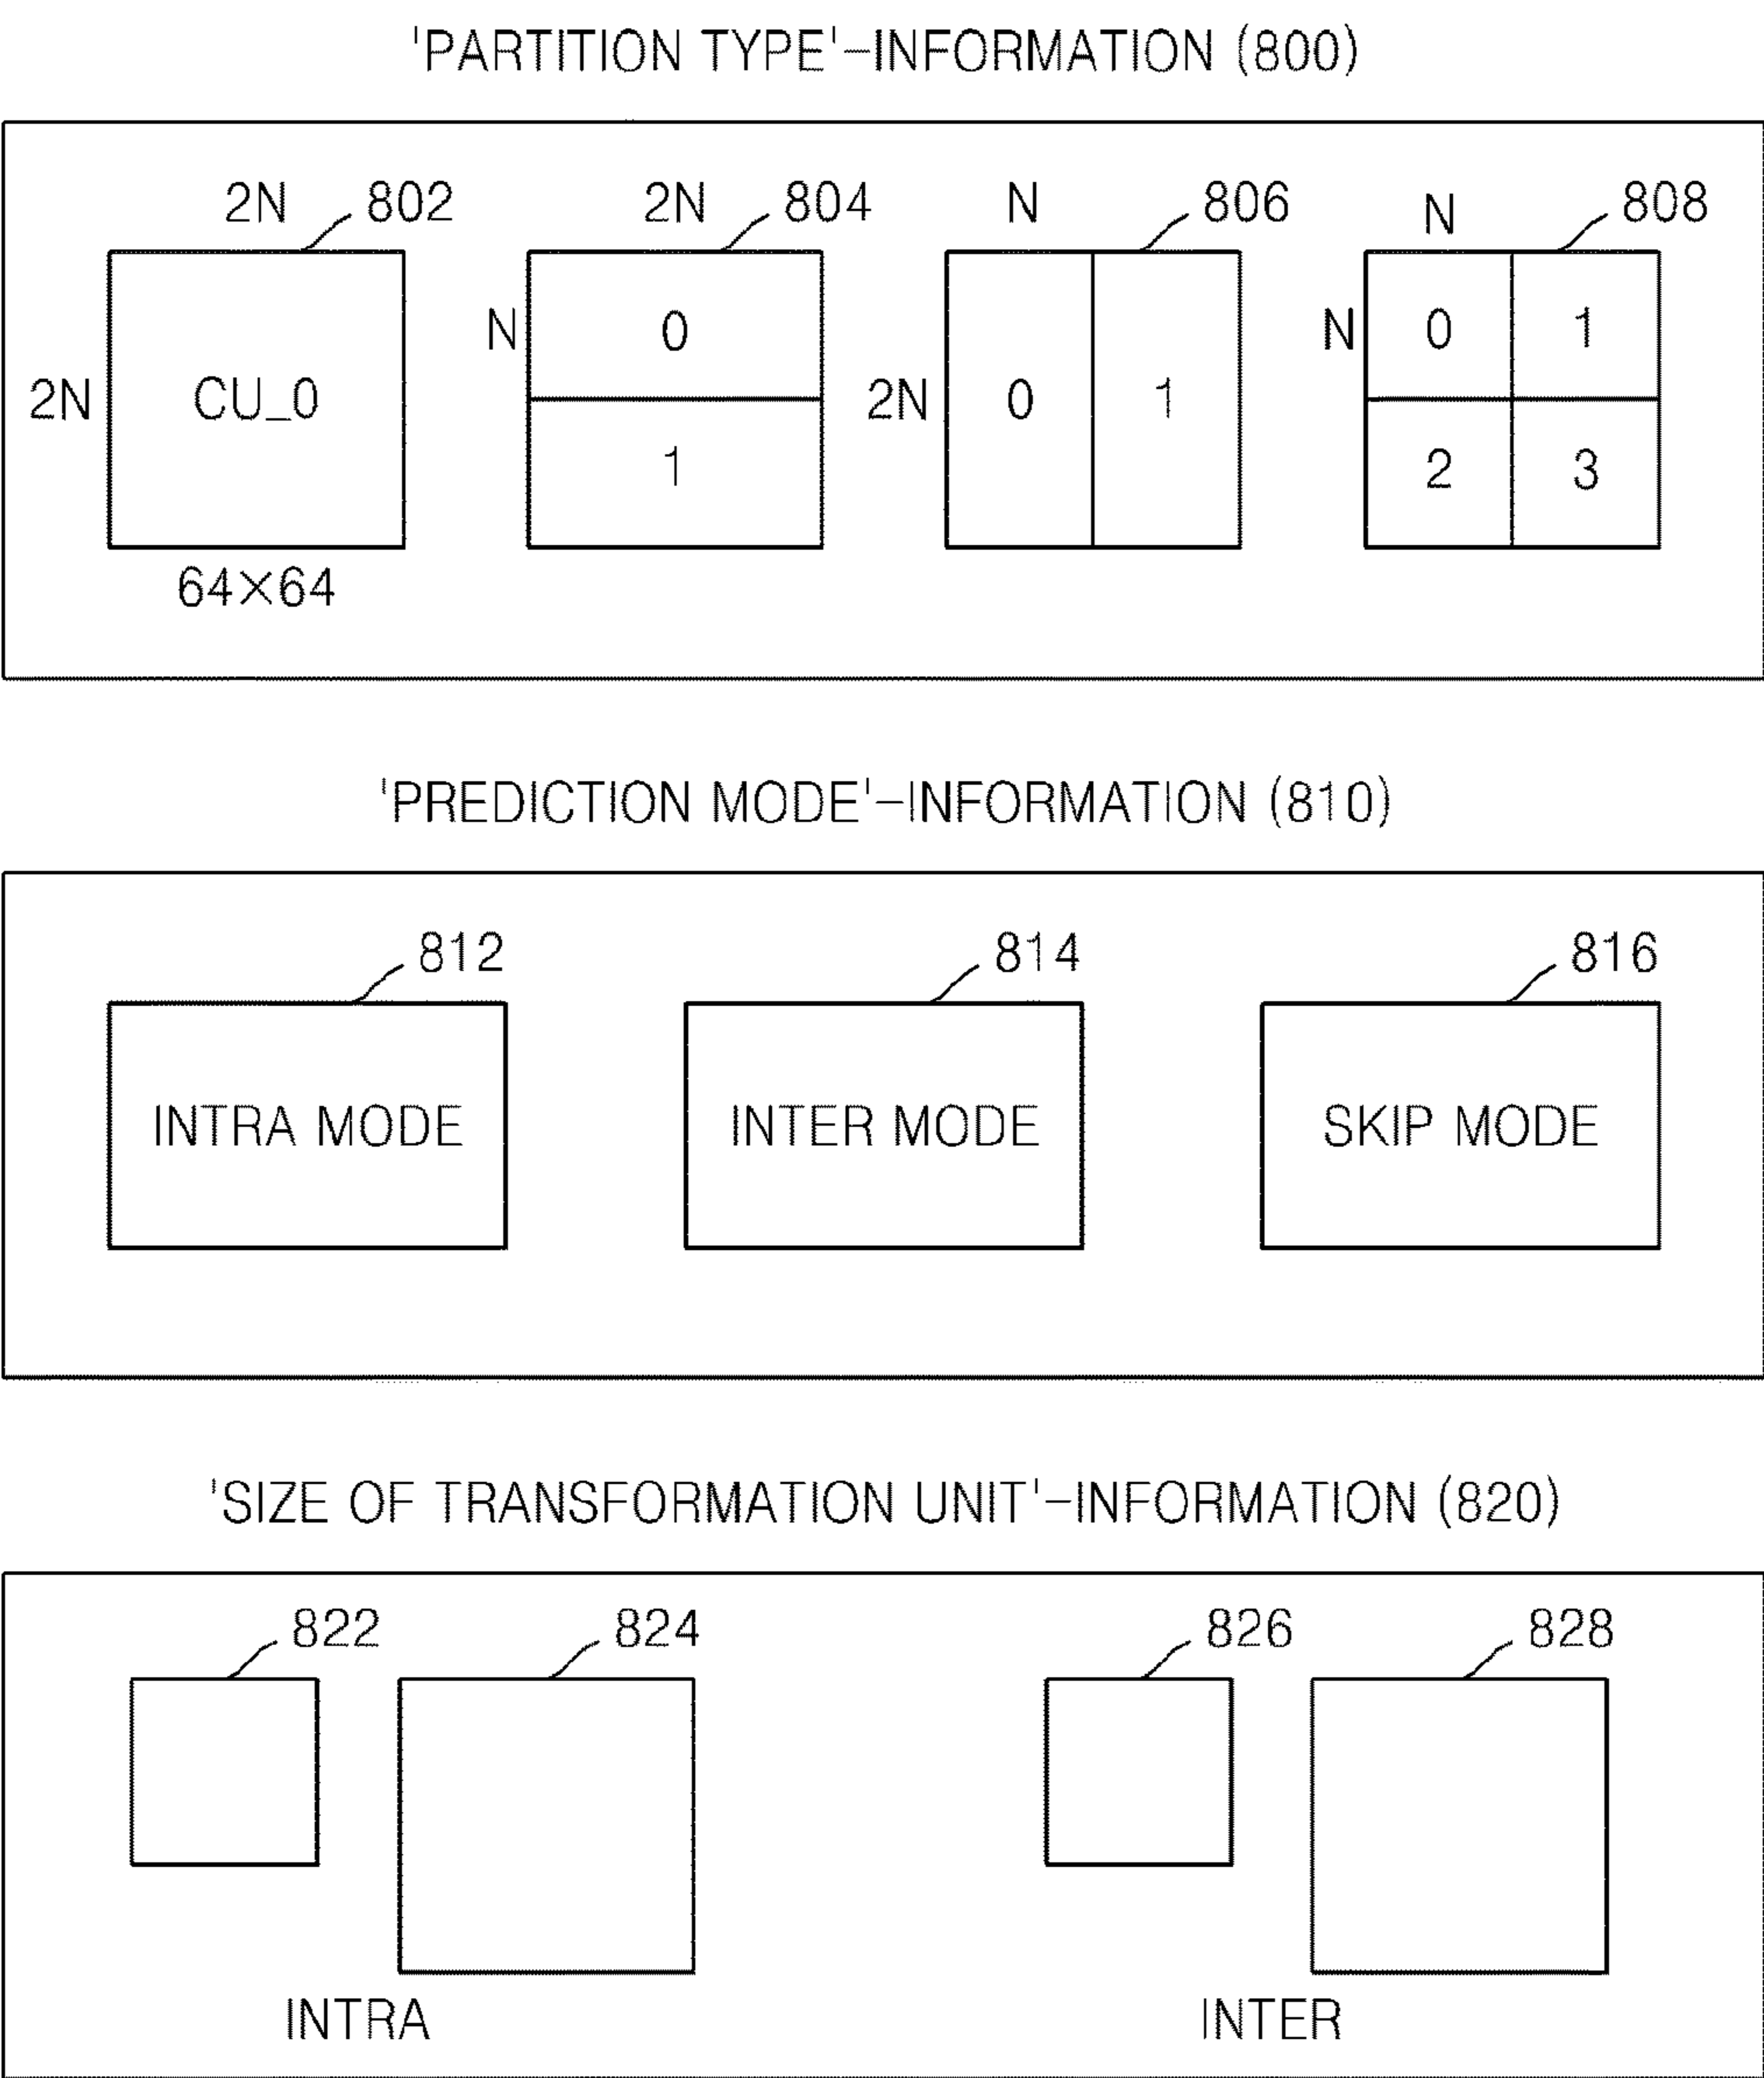 'PARTITION TYPE'-INFORMATION (800)
2N 802 2N 804 N 806 N 808
N 0 N 0 1
2N CU_0 2N 0 1
1 2 3
64×64
'PREDICTION MODE'-INFORMATION (810)
812 814 816
INTRA MODE INTER MODE SKIP MODE
'SIZE OF TRANSFORMATION UNIT'-INFORMATION (820)
822 824 826 828
INTRA INTER